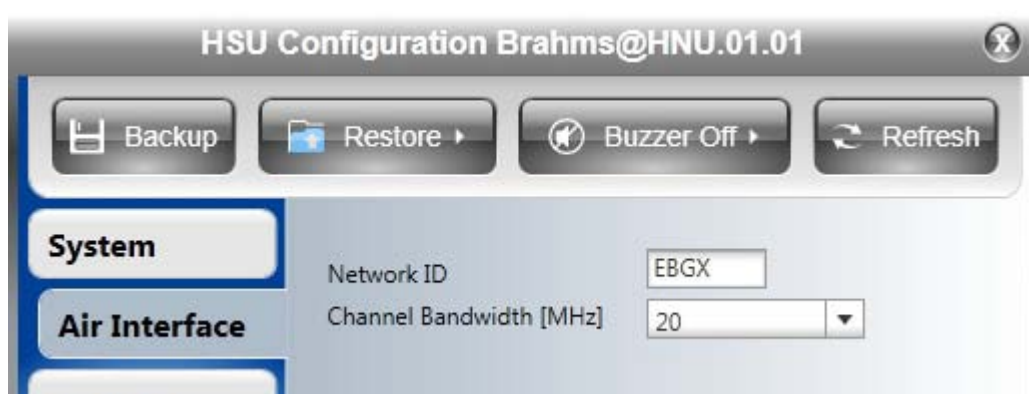 HSU Configuration Brahms@HNU.01.01
Backup Restore Buzzer Off Refresh
System
Network ID EBGX
Air Interface
Channel Bandwidth [MHz] 20